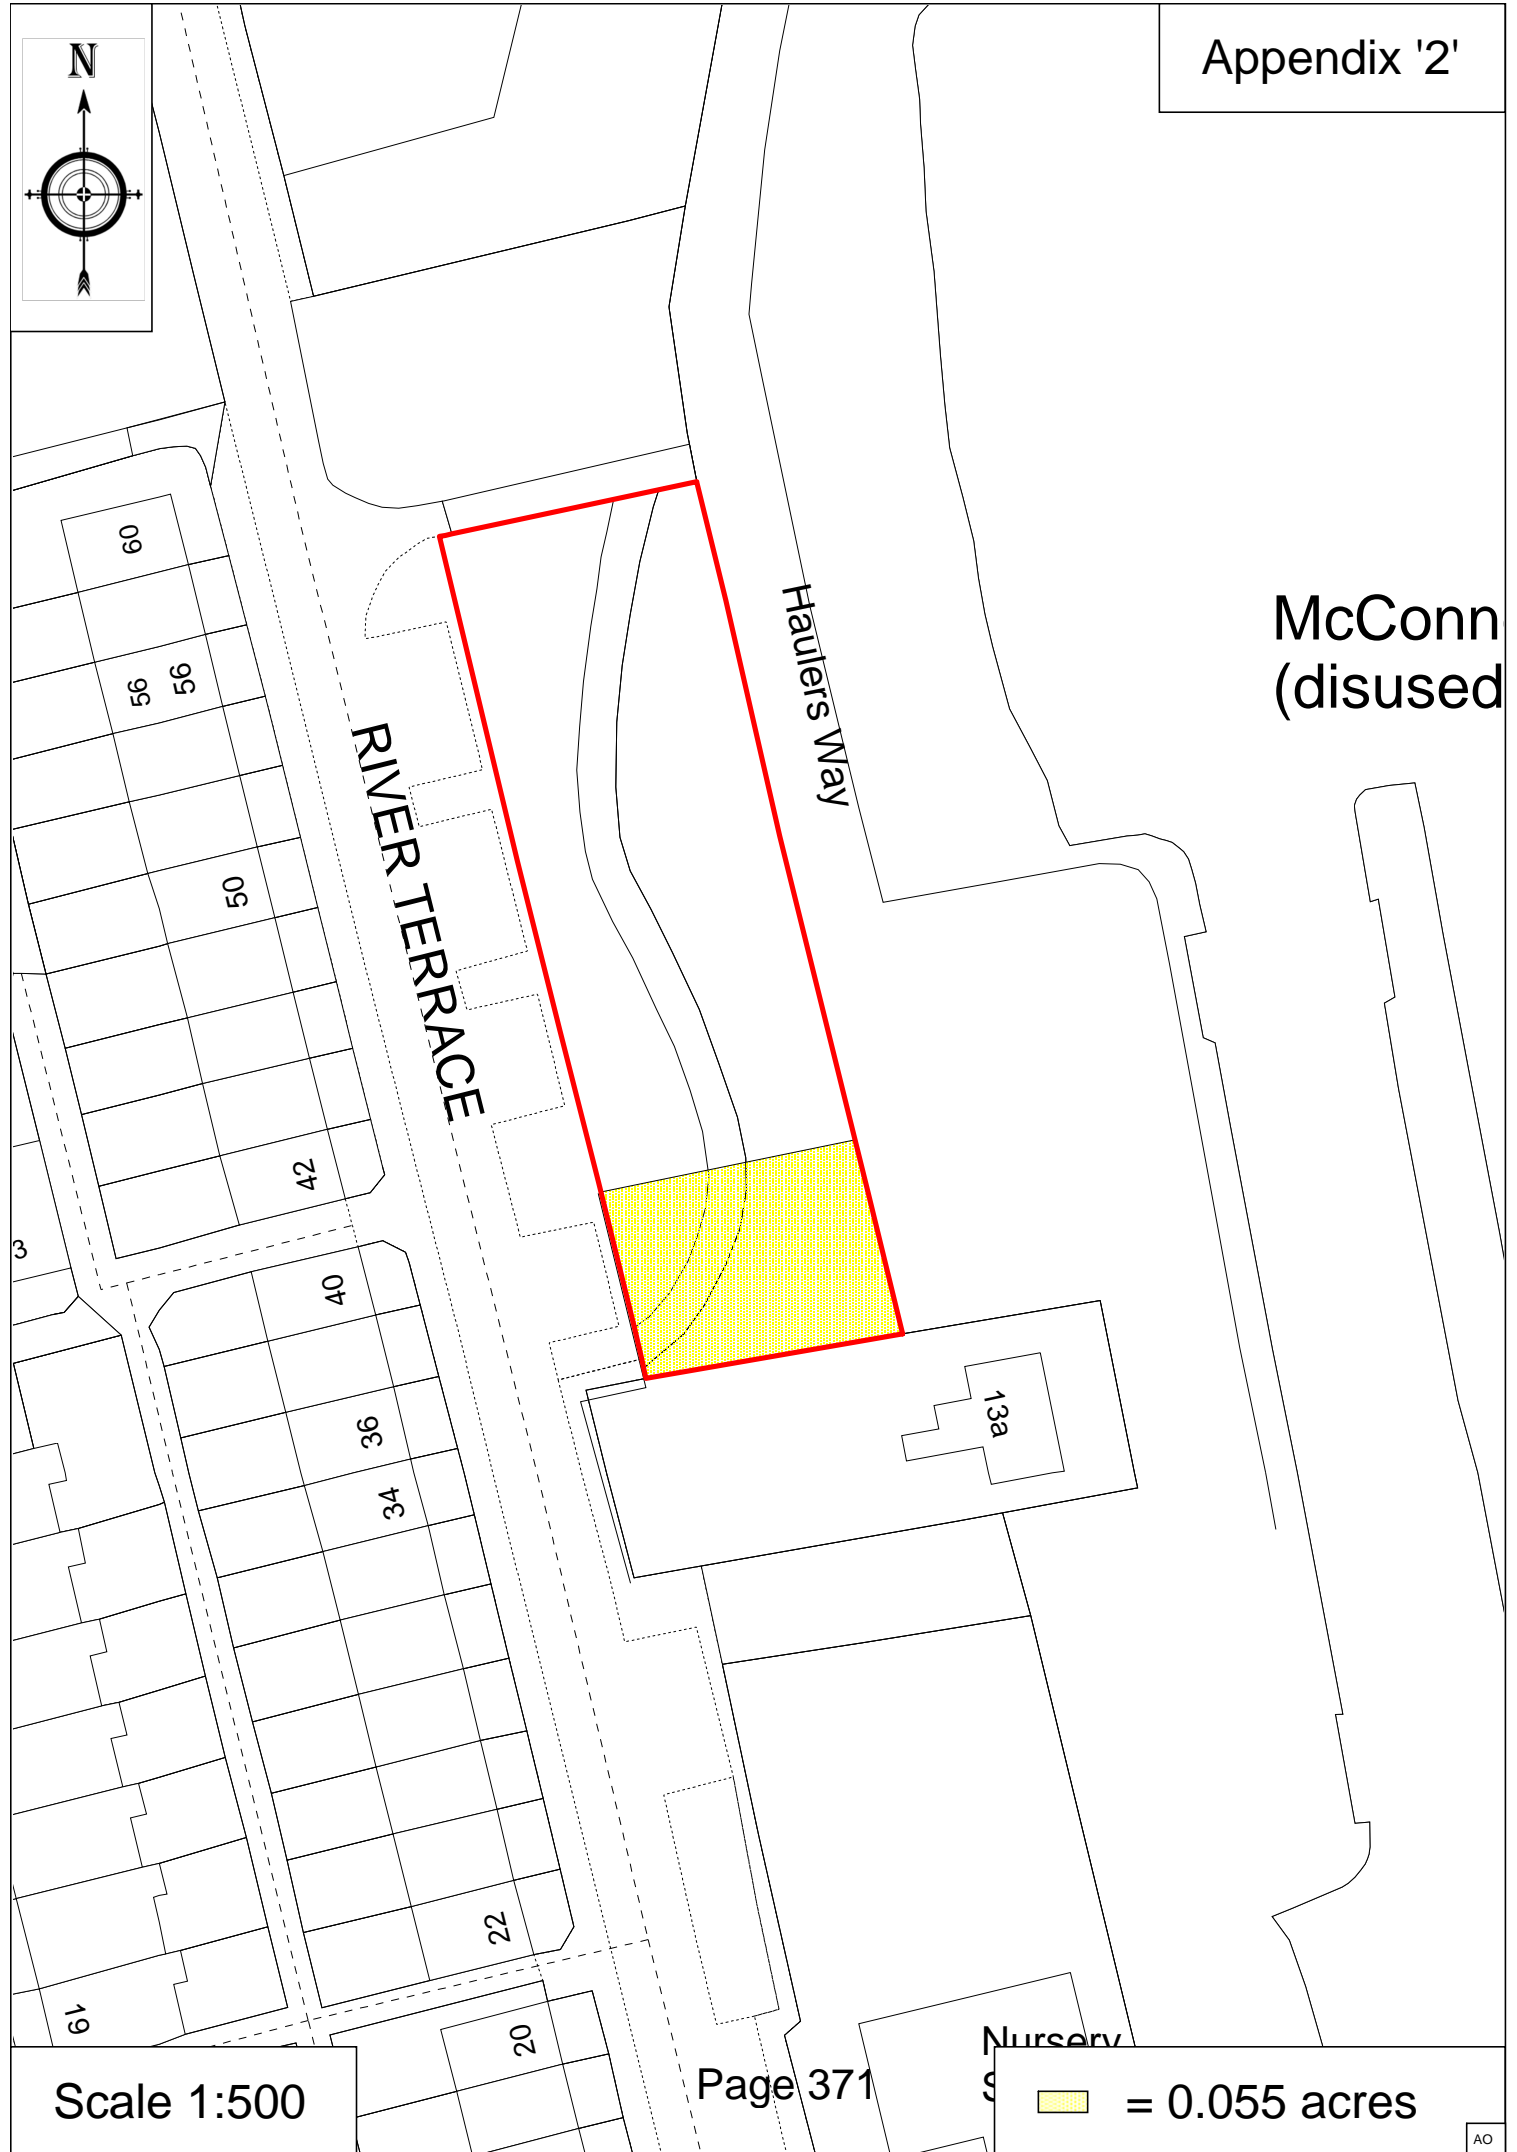 N
Appendix '2'
60
56
56
McConn
(disused
Haulers Way
RIVER TERRACE
50
42
3
40
36
34
13a
22
61
20
Nursery
S
Page 371
Scale 1:500
= 0.055 acres
AO